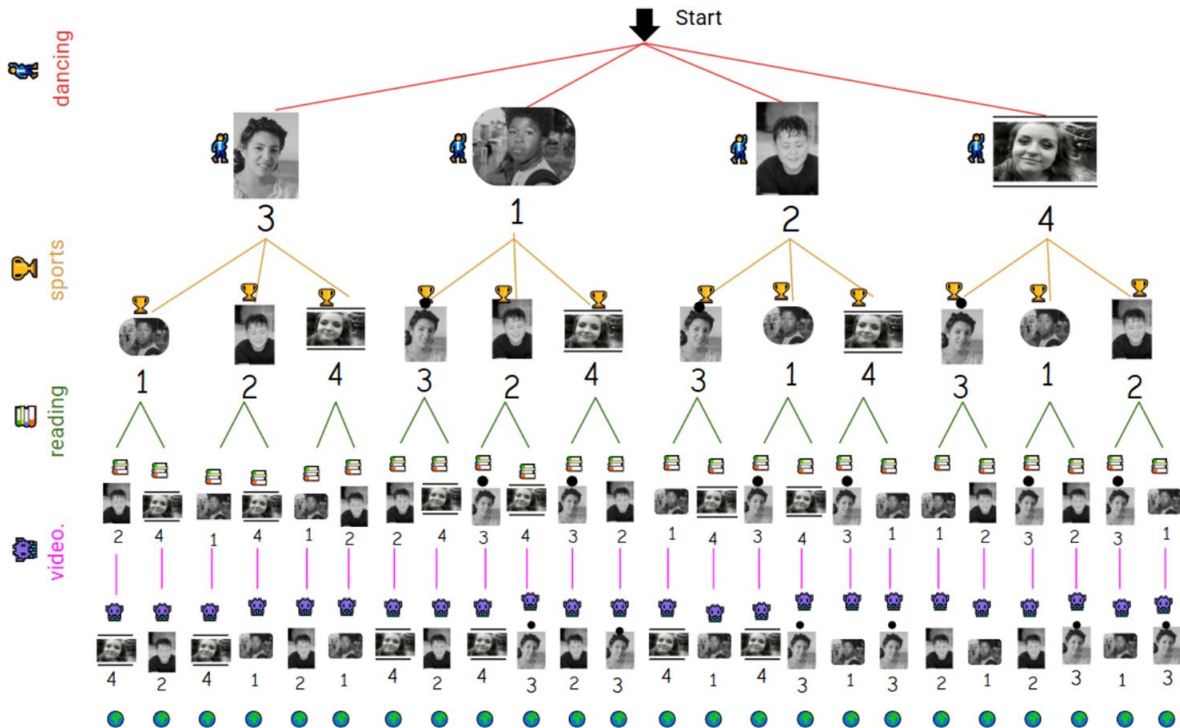 Start
dancing
3 1 2 4
sports
1 2 4 3 2 4 3 1 4 3 1 2
reading
2 4 1 4 1 2 2 4 3 4 3 2 1 4 3 4 3 1 1 2 3 2 3 1
video.
4 2 4 1 2 1 4 2 4 3 2 3 4 1 4 3 1 3 2 1 2 3 1 3